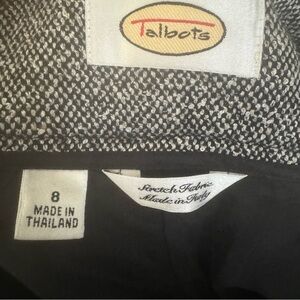 Talbots
8
MADE IN
THAILAND
Stretch Fabric
Made in Italy